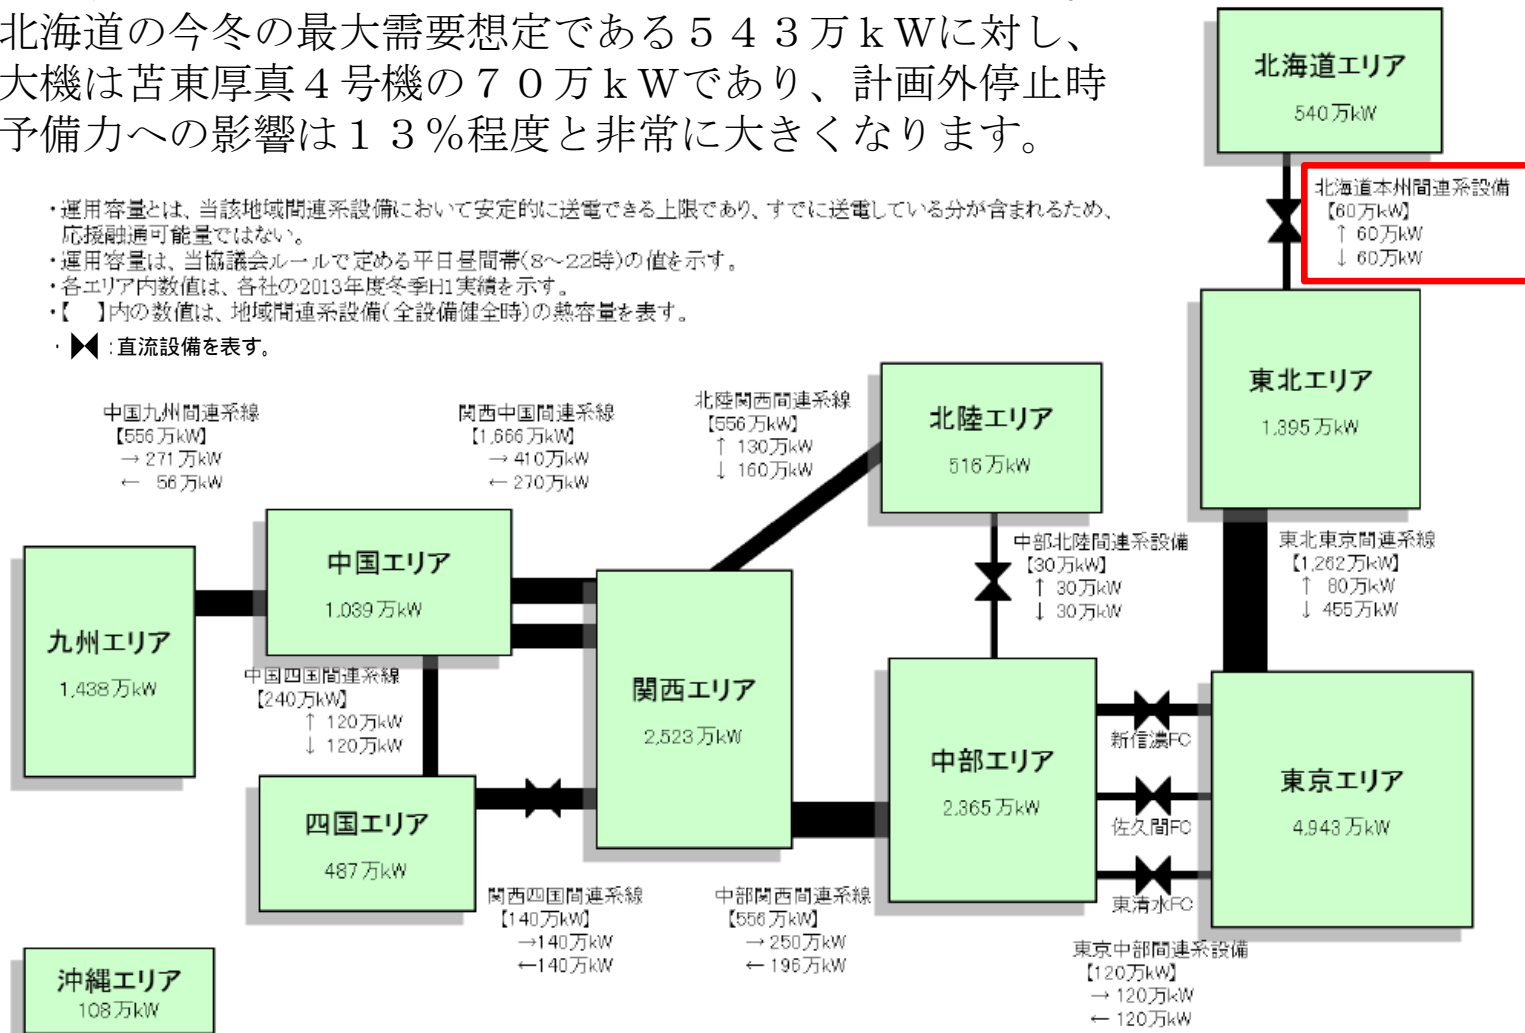 北海道の今冬の最大需要想定である５４３万ｋＷに対し、
大機は苫東厚真４号機の７０万ｋＷであり、計画外停止時
予備力への影響は１３％程度と非常に大きくなります。
・運用容量とは、当該地域間連系設備において安定的に送電できる上限であり、すでに送電している分が含まれるため、
応援融通可能量ではない。
・運用容量は、当協議会ルールで定める平日昼間帯(8～22時)の値を示す。
・各エリア内数値は、各社の2013年度冬季H1実績を示す。
・【　】内の数値は、地域間連系設備(全設備健全時)の熱容量を表す。
・ :直流設備を表す。
北海道エリア
540万kW
北海道本州間連系設備
【60万kW】
↑ 60万kW
↓ 60万kW
東北エリア
1,395万kW
中国九州間連系線
【556万kW】
→ 271万kW
← 56万kW
関西中国間連系線
【1,666万kW】
→ 410万kW
← 270万kW
北陸関西間連系線
【556万kW】
↑ 130万kW
↓ 160万kW
北陸エリア
516万kW
中部北陸間連系設備
【30万kW】
↑ 30万kW
↓ 30万kW
東北東京間連系線
【1,262万kW】
↑ 80万kW
↓ 455万kW
中国エリア
1,039万kW
九州エリア
1,438万kW
中国四国間連系線
【240万kW】
↑ 120万kW
↓ 120万kW
関西エリア
2,523万kW
中部エリア
2,365万kW
新信濃FC
佐久間FC
東清水FC
東京エリア
4,943万kW
四国エリア
487万kW
関西四国間連系線
【140万kW】
→140万kW
←140万kW
中部関西間連系線
【556万kW】
→ 250万kW
← 196万kW
東京中部間連系設備
【120万kW】
→ 120万kW
← 120万kW
沖縄エリア
108万kW